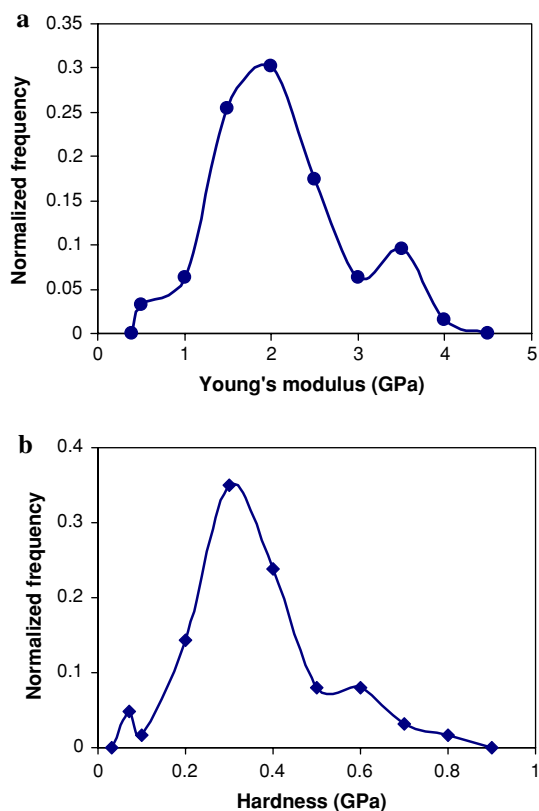 a
0.35
0.3
0.25
0.2
0.15
0.1
0.05
0
Normalized frequency
0 1 2 3 4 5
Young's modulus (GPa)
b
0.4
0.3
0.2
0.1
0
Normalized frequency
0 0.2 0.4 0.6 0.8 1
Hardness (GPa)